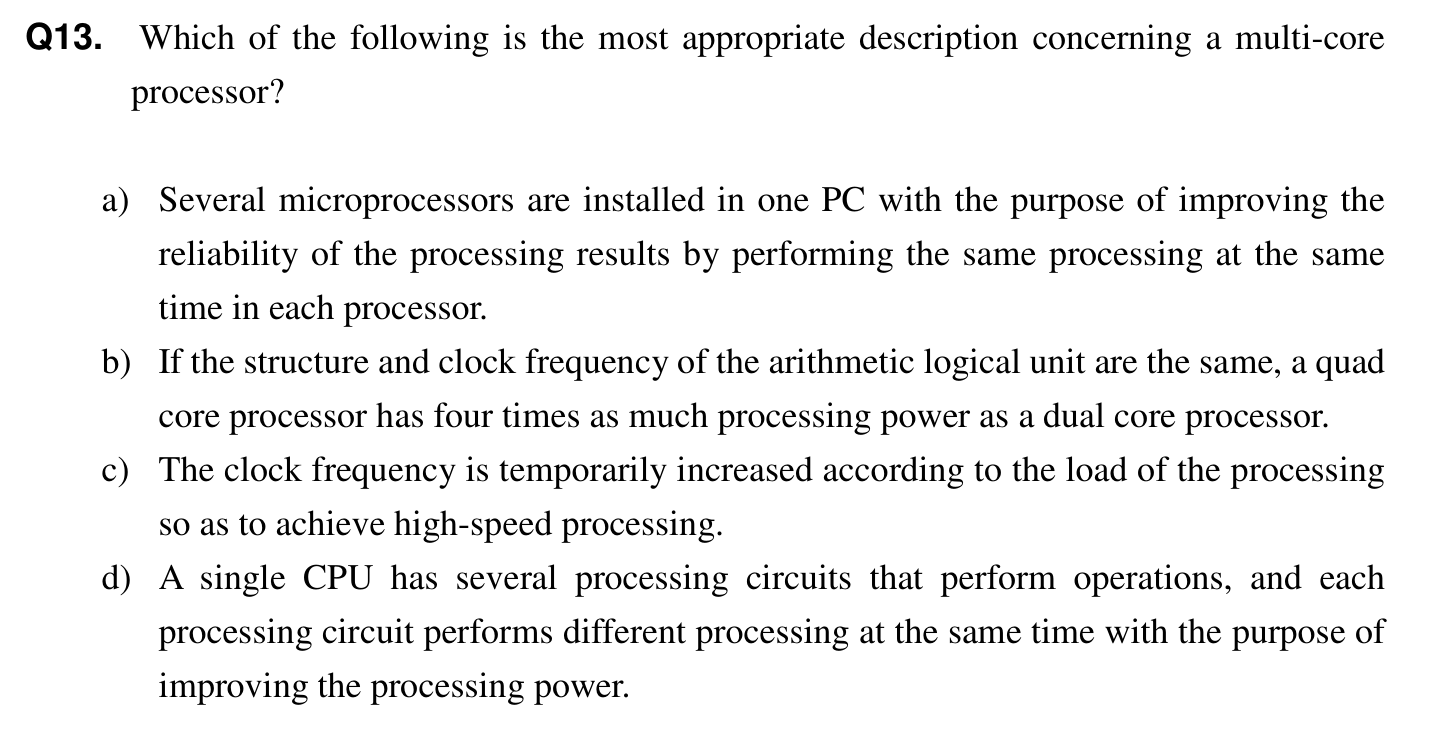 Q13. Which of the following is the most appropriate description concerning a multi-core
processor?
a) Several microprocessors are installed in one PC with the purpose of improving the
reliability of the processing results by performing the same processing at the same
time in each processor.
b) If the structure and clock frequency of the arithmetic logical unit are the same, a quad
core processor has four times as much processing power as a dual core processor.
c) The clock frequency is temporarily increased according to the load of the processing
so as to achieve high-speed processing.
d) A single CPU has several processing circuits that perform operations, and each
processing circuit performs different processing at the same time with the purpose of
improving the processing power.